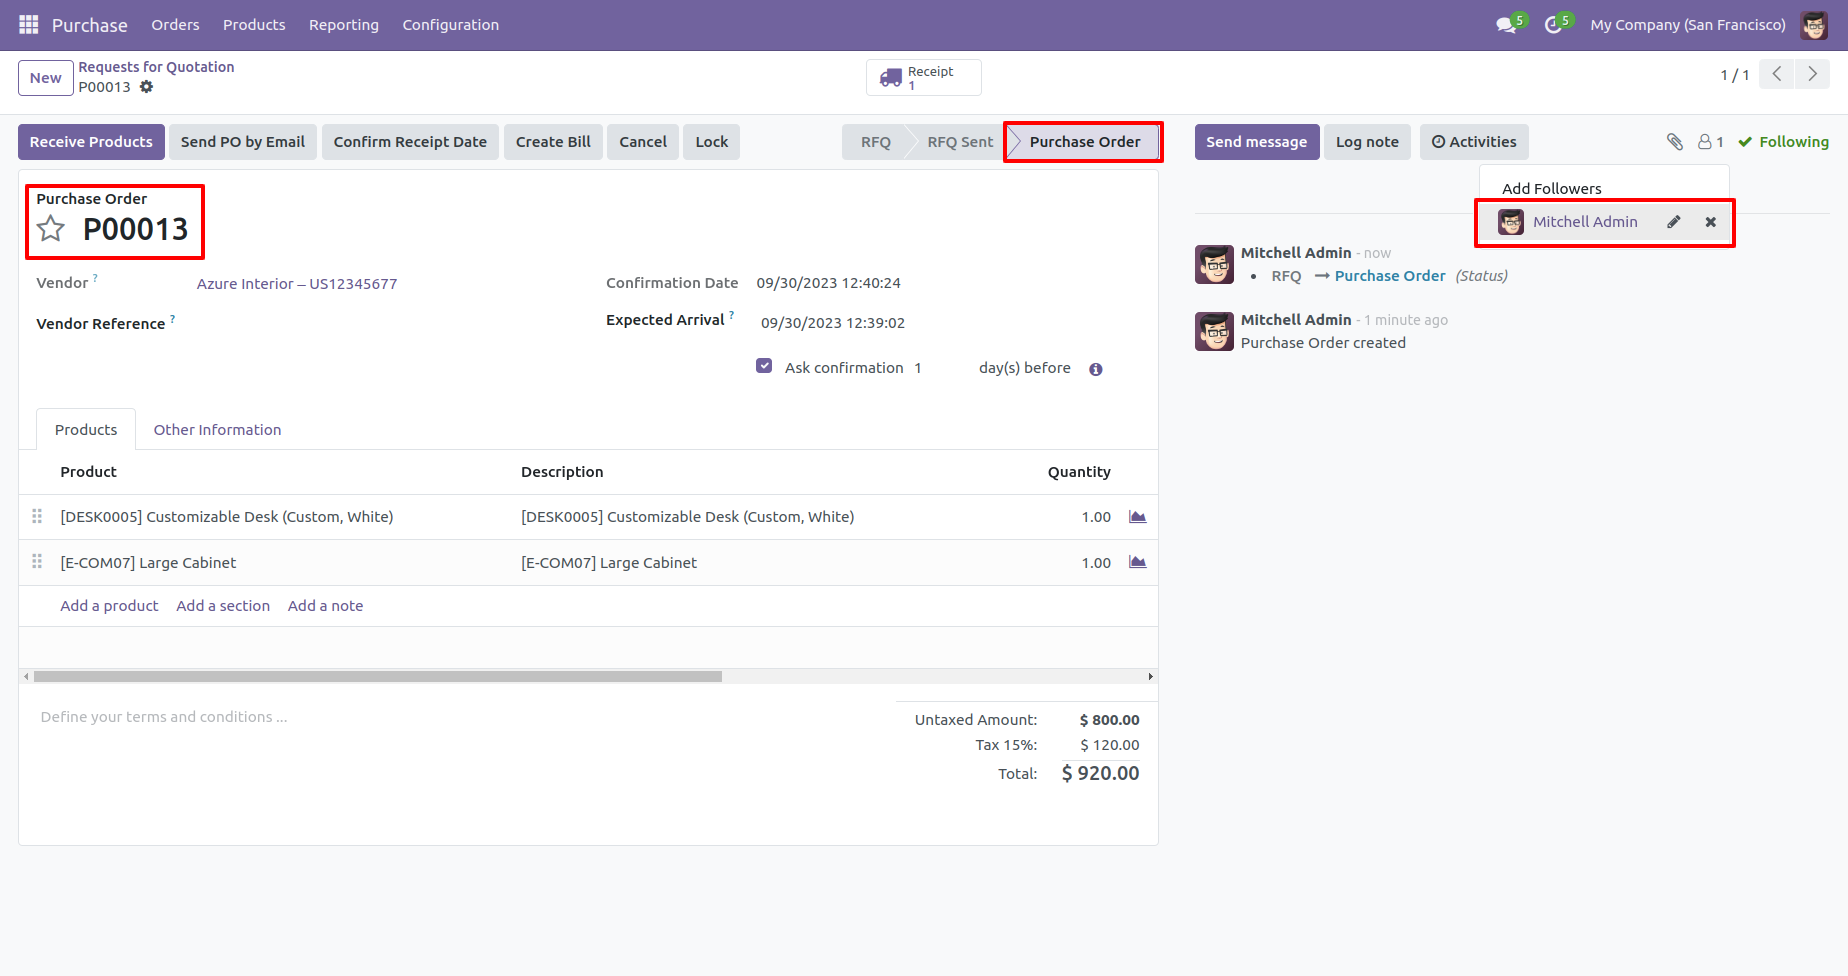 Purchase Orders Products Reporting Configuration 5 5 My Company (San Francisco)
New Requests for Quotation
P00013
Receipt
1
1 / 1
Receive Products Send PO by Email Confirm Receipt Date Create Bill Cancel Lock RFQ RFQ Sent Purchase Order
Send message Log note Activities 1 Following
Add Followers
Mitchell Admin
Purchase Order
P00013
Vendor ? Azure Interior – US12345677
Vendor Reference ?
Confirmation Date 09/30/2023 12:40:24
Expected Arrival ? 09/30/2023 12:39:02
Ask confirmation 1 day(s) before
Mitchell Admin - now
• RFQ → Purchase Order (Status)
Mitchell Admin - 1 minute ago
Purchase Order created
Products Other Information
Product Description Quantity
[DESK0005] Customizable Desk (Custom, White) [DESK0005] Customizable Desk (Custom, White) 1.00
[E-COM07] Large Cabinet [E-COM07] Large Cabinet 1.00
Add a product Add a section Add a note
Define your terms and conditions ...
Untaxed Amount: $ 800.00
Tax 15%: $ 120.00
Total: $ 920.00